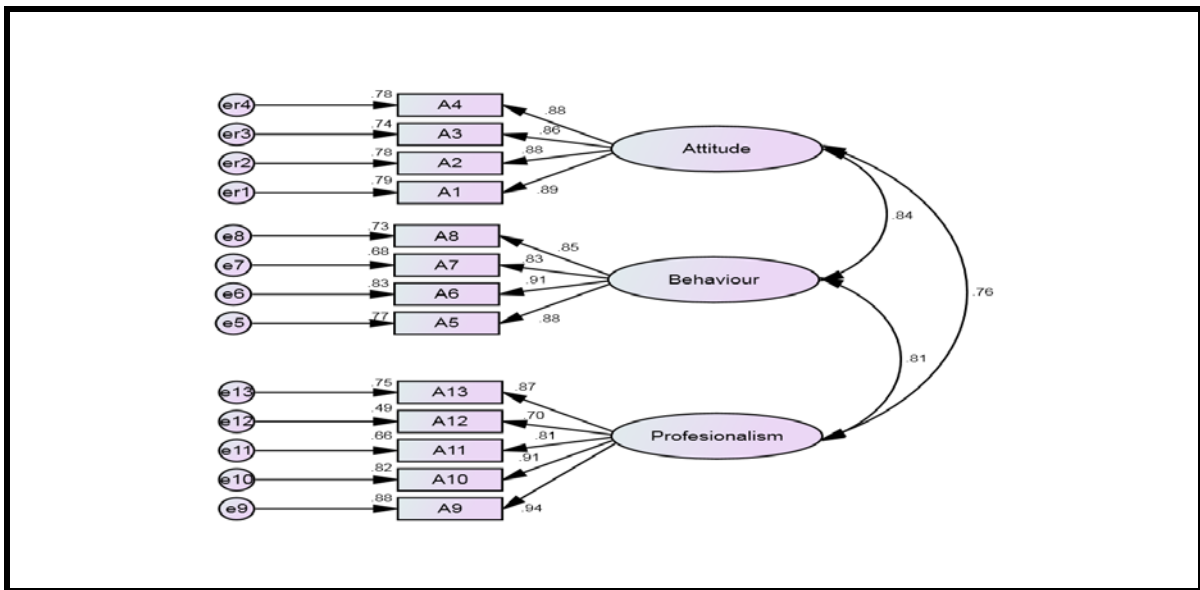 er4 .78 A4 .88
er3 .74 A3 .86
er2 .78 A2 .88
er1 .79 A1 .89
Attitude
e8 .73 A8 .85
e7 .68 A7 .83
e6 .83 A6 .91
e5 .77 A5 .88
Behaviour
e13 .75 A13 .87
e12 .49 A12 .70
e11 .66 A11 .81
e10 .82 A10 .91
e9 .88 A9 .94
Profesionalism
.84
.76
.81